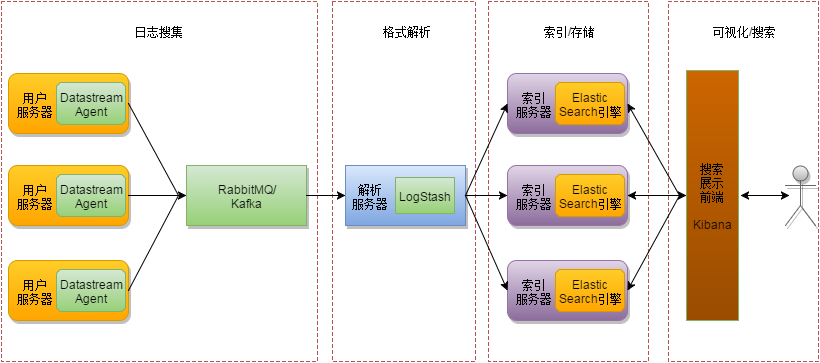 日志搜集
格式解析
索引/存储
可视化/搜索
用户
服务器
Datastream
Agent
用户
服务器
Datastream
Agent
用户
服务器
Datastream
Agent
RabbitMQ/
Kafka
解析
服务器
LogStash
索引
服务器
Elastic
Search引擎
索引
服务器
Elastic
Search引擎
索引
服务器
Elastic
Search引擎
搜索
展示
前端
Kibana